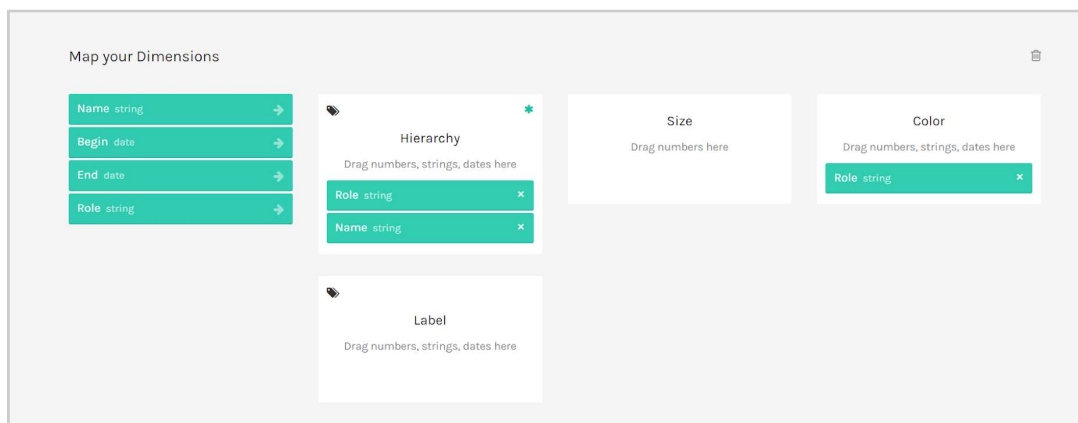 Map your Dimensions
Name string
Begin date
End date
Role string
Hierarchy
Drag numbers, strings, dates here
Role string
Name string
Label
Drag numbers, strings, dates here
Size
Drag numbers here
Color
Drag numbers, strings, dates here
Role string